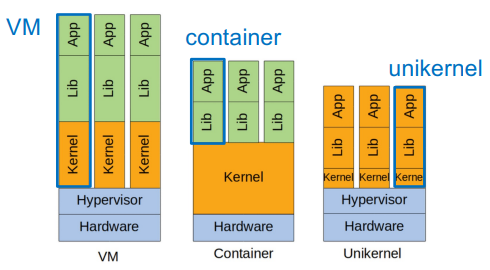 VM
App App App
Lib Lib Lib
Kernel Kernel Kernel
Hypervisor
Hardware
VM
container
App App App
Lib Lib Lib
Kernel
Hardware
Container
unikernel
App App App
Lib Lib Lib
Kernel Kernel Kernel
Hypervisor
Hardware
Unikernel